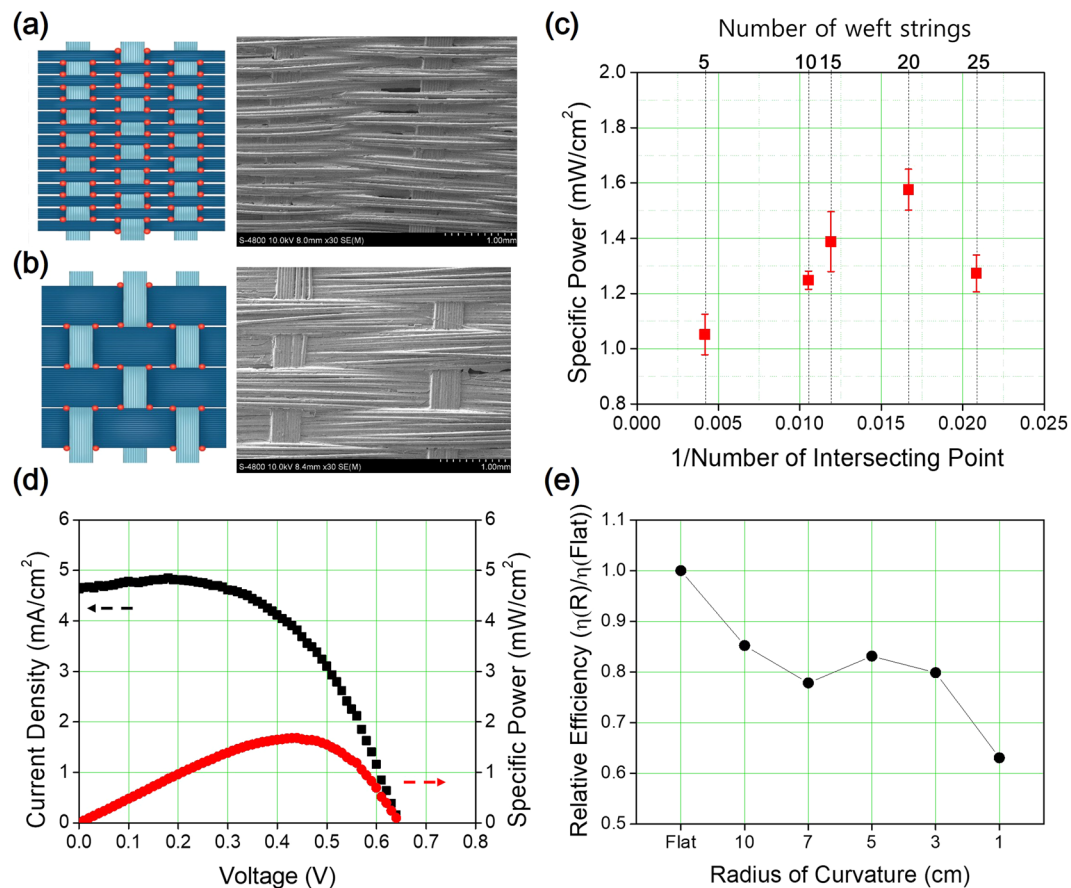 (a)
S-4800 10.0kV 8.0mm x30 SE(M)
1.00mm
(b)
S-4800 10.0kV 8.4mm x30 SE(M)
1.00mm
(c)
Number of weft strings
5 10 15 20 25
Specific Power (mW/cm²)
2.0
1.8
1.6
1.4
1.2
1.0
0.8
0.000 0.005 0.010 0.015 0.020 0.025
1/Number of Intersecting Point
(d)
Current Density (mA/cm²)
6
5
4
3
2
1
0
0.0 0.1 0.2 0.3 0.4 0.5 0.6 0.7 0.8
Voltage (V)
6
5
4
3
2
1
0
Specific Power (mW/cm²)
(e)
Relative Efficiency (η(R)/η(Flat))
1.1
1.0
0.9
0.8
0.7
0.6
0.5
Flat 10 7 5 3 1
Radius of Curvature (cm)